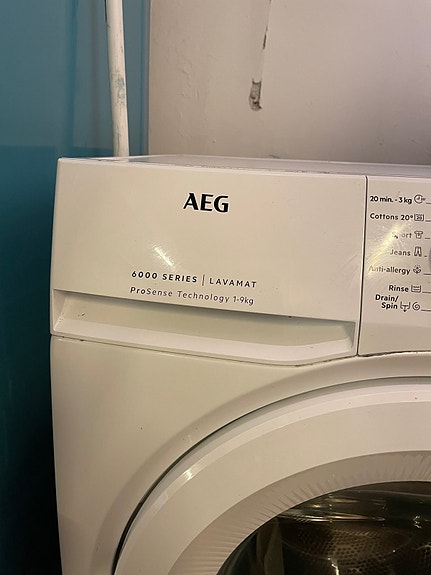 AEG
6000 SERIES | LAVAMAT
ProSense Technology 1-9kg
20 min. - 3 kg
Cottons 20°
Jeans
Anti-allergy
Rinse
Drain/
Spin